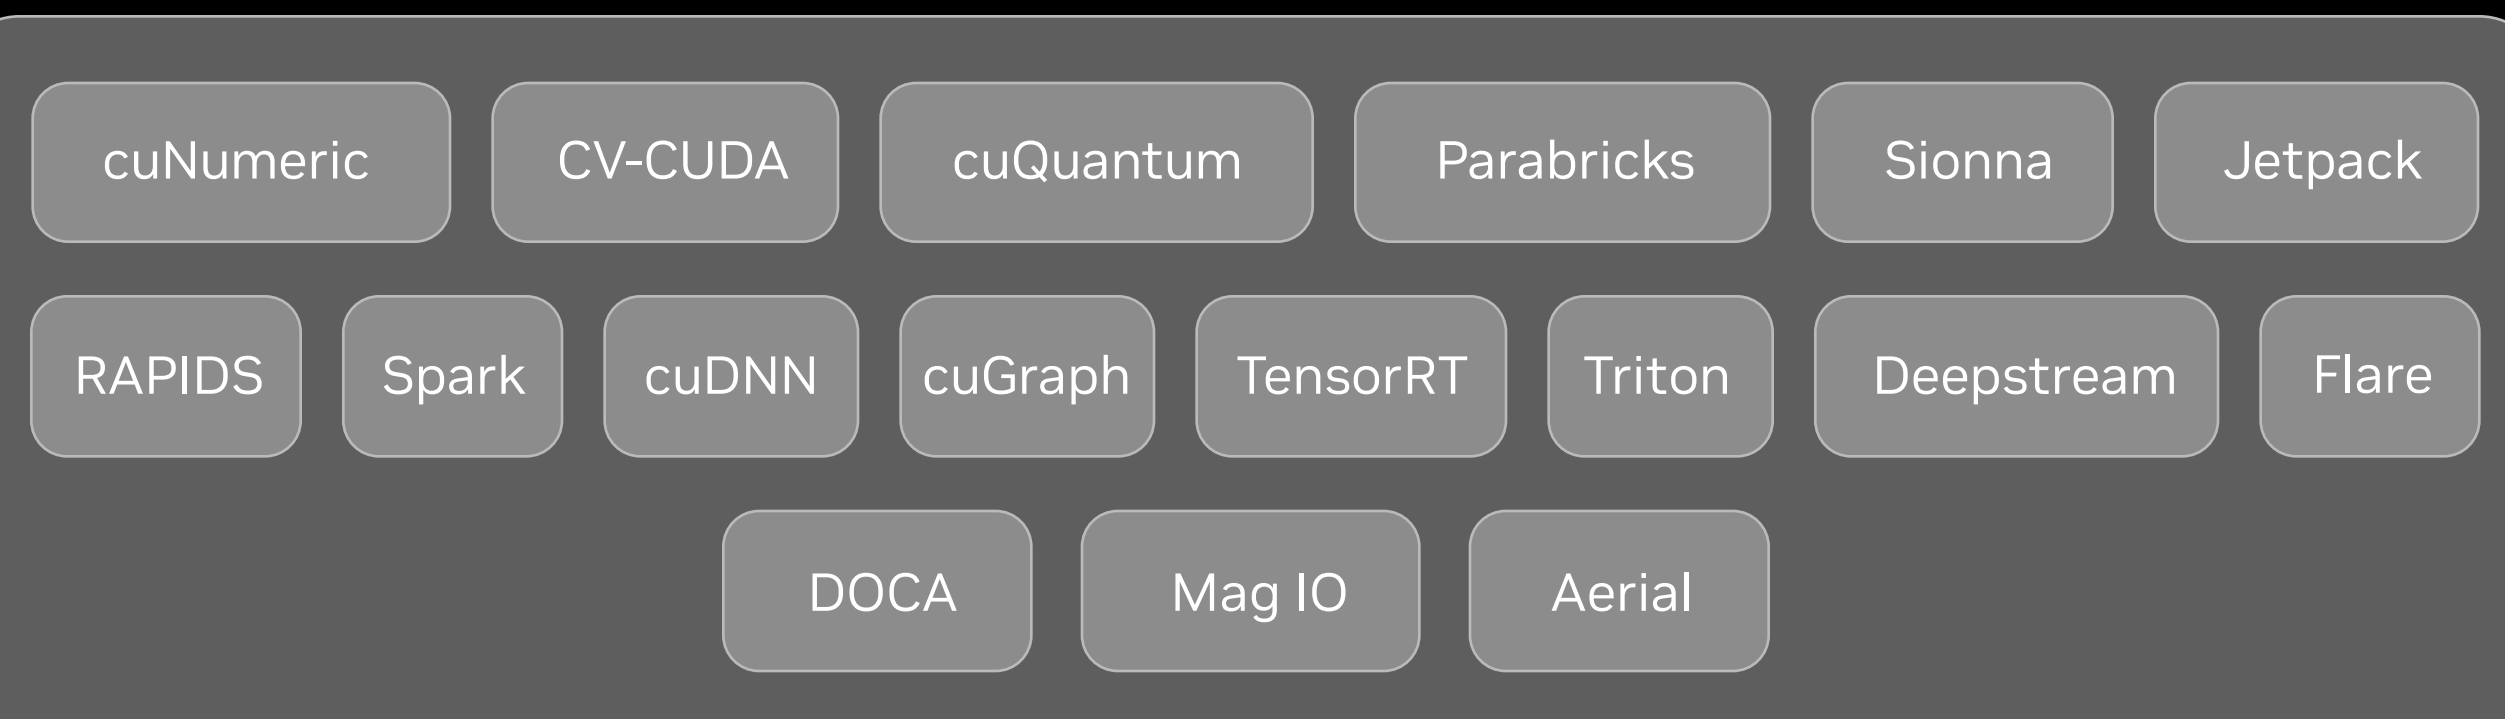 cuNumeric CV-CUDA cuQuantum Parabricks Sionna Jetpack
RAPIDS Spark cuDNN cuGraph TensorRT Triton Deepstream Flare
DOCA Mag IO Aerial